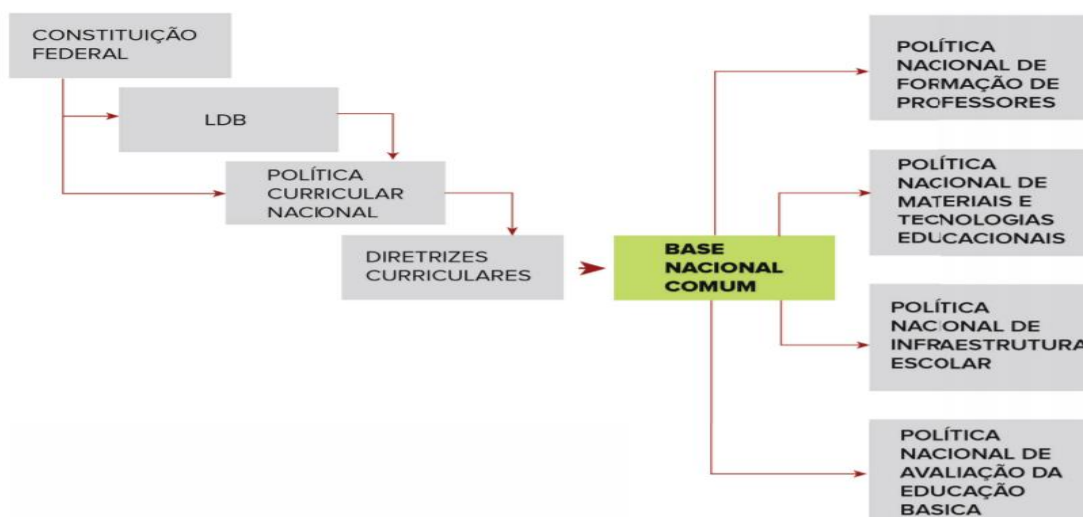 CONSTITUIÇÃO
FEDERAL
LDB
POLÍTICA
CURRICULAR
NACIONAL
DIRETRIZES
CURRICULARES
BASE
NACIONAL
COMUM
POLÍTICA
NACIONAL DE
FORMAÇÃO DE
PROFESSORES
POLÍTICA
NACIONAL DE
MATERIAIS E
TECNOLOGIAS
EDUCACIONAIS
POLÍTICA
NACIONAL DE
INFRAESTRUTURA
ESCOLAR
POLÍTICA
NACIONAL DE
AVALIAÇÃO DA
EDUCAÇÃO
BASICA